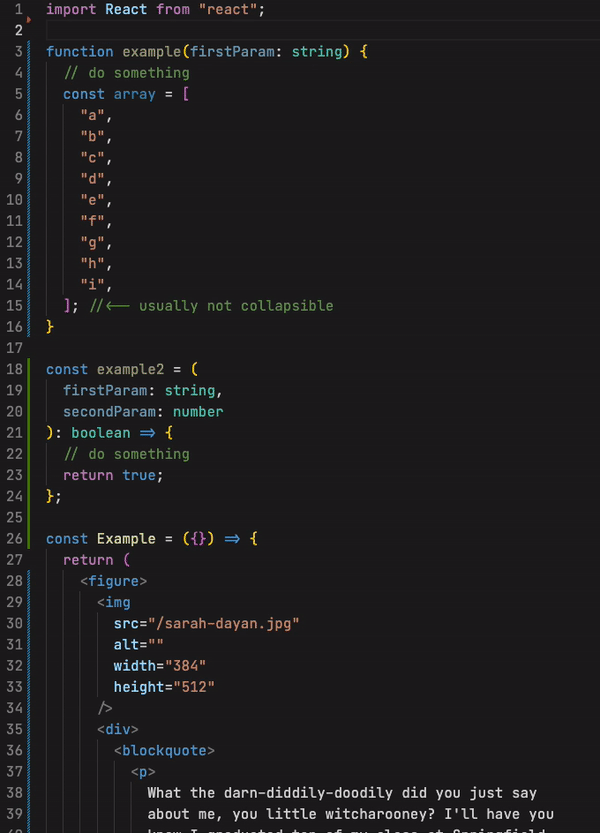 1 import React from "react";
2
3 function example(firstParam: string) {
4 // do something
5 const array = [
6 "a",
7 "b",
8 "c",
9 "d",
10 "e",
11 "f",
12 "g",
13 "h",
14 "i",
15 ]; //<-- usually not collapsible
16 }
17
18 const example2 = (
19 firstParam: string,
20 secondParam: number
21 ): boolean => {
22 // do something
23 return true;
24 };
25
26 const Example = ({}) => {
27 return (
28 <figure>
29 <img
30 src="/sarah-dayan.jpg"
31 alt=""
32 width="384"
33 height="512"
34 />
35 <div>
36 <blockquote>
37 <p>
38 What the darn-diddily-doodily did you just say
39 about me, you little witcharooney? I'll have you